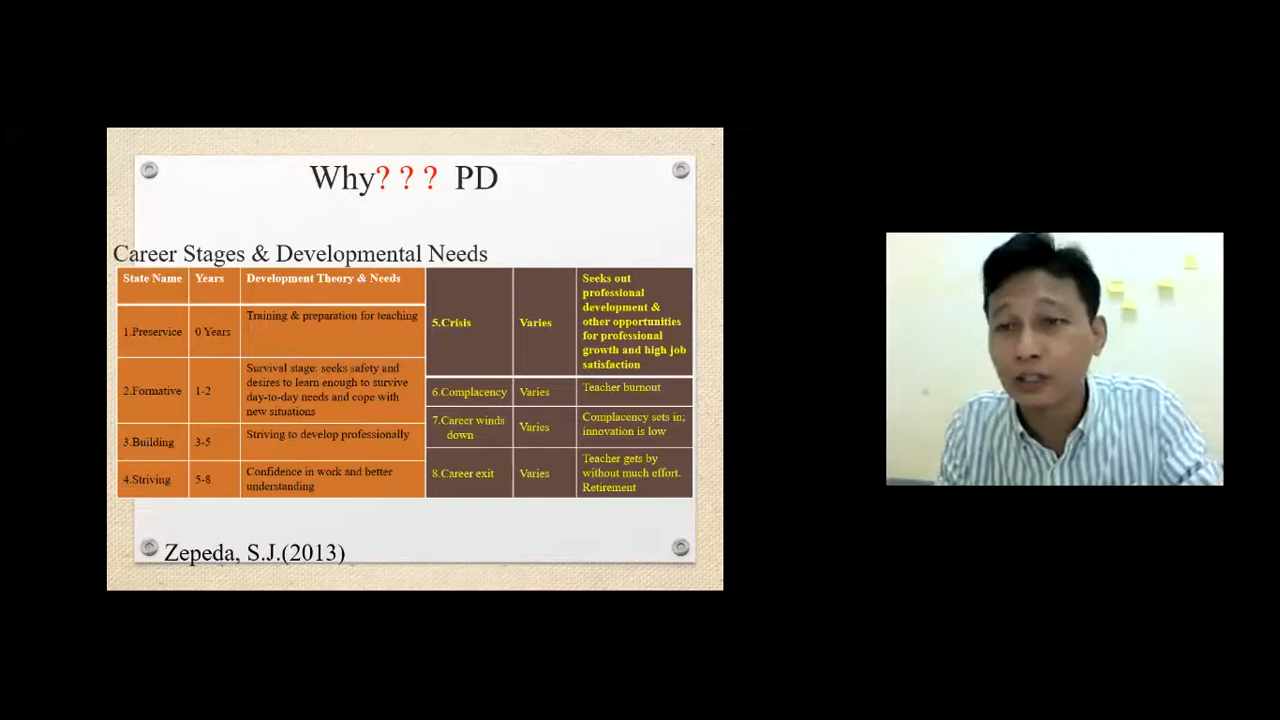 Why? ? ? PD
Career Stages & Developmental Needs
State Name Years Development Theory & Needs
1.Preservice 0 Years Training & preparation for teaching
2.Formative 1-2 Survival stage: seeks safety and
desires to learn enough to survive
day-to-day needs and cope with
new situations
3.Building 3-5 Striving to develop professionally
4.Striving 5-8 Confidence in work and better
understanding
5.Crisis Varies Seeks out
professional
development &
other opportunities
for professional
growth and high job
satisfaction
6.Complacency Varies Teacher burnout
7.Career winds
down Varies Complacency sets in;
innovation is low
8.Career exit Varies Teacher gets by
without much effort.
Retirement
Zepeda, S.J.(2013)